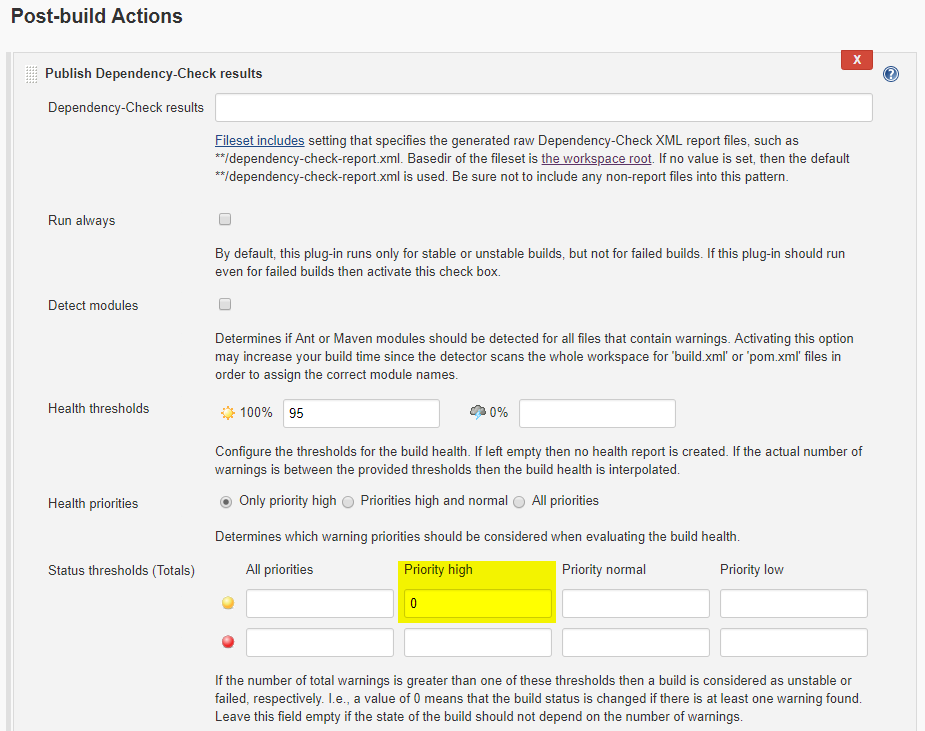 Post-build Actions
X
Publish Dependency-Check results
?
Dependency-Check results
Fileset includes setting that specifies the generated raw Dependency-Check XML report files, such as
**/dependency-check-report.xml. Basedir of the fileset is the workspace root. If no value is set, then the default
**/dependency-check-report.xml is used. Be sure not to include any non-report files into this pattern.
Run always
By default, this plug-in runs only for stable or unstable builds, but not for failed builds. If this plug-in should run
even for failed builds then activate this check box.
Detect modules
Determines if Ant or Maven modules should be detected for all files that contain warnings. Activating this option
may increase your build time since the detector scans the whole workspace for 'build.xml' or 'pom.xml' files in
order to assign the correct module names.
Health thresholds 100% 95 0%
Configure the thresholds for the build health. If left empty then no health report is created. If the actual number of
warnings is between the provided thresholds then the build health is interpolated.
Health priorities Only priority high Priorities high and normal All priorities
Determines which warning priorities should be considered when evaluating the build health.
Status thresholds (Totals) All priorities Priority high Priority normal Priority low
0
If the number of total warnings is greater than one of these thresholds then a build is considered as unstable or
failed, respectively. I.e., a value of 0 means that the build status is changed if there is at least one warning found.
Leave this field empty if the state of the build should not depend on the number of warnings.